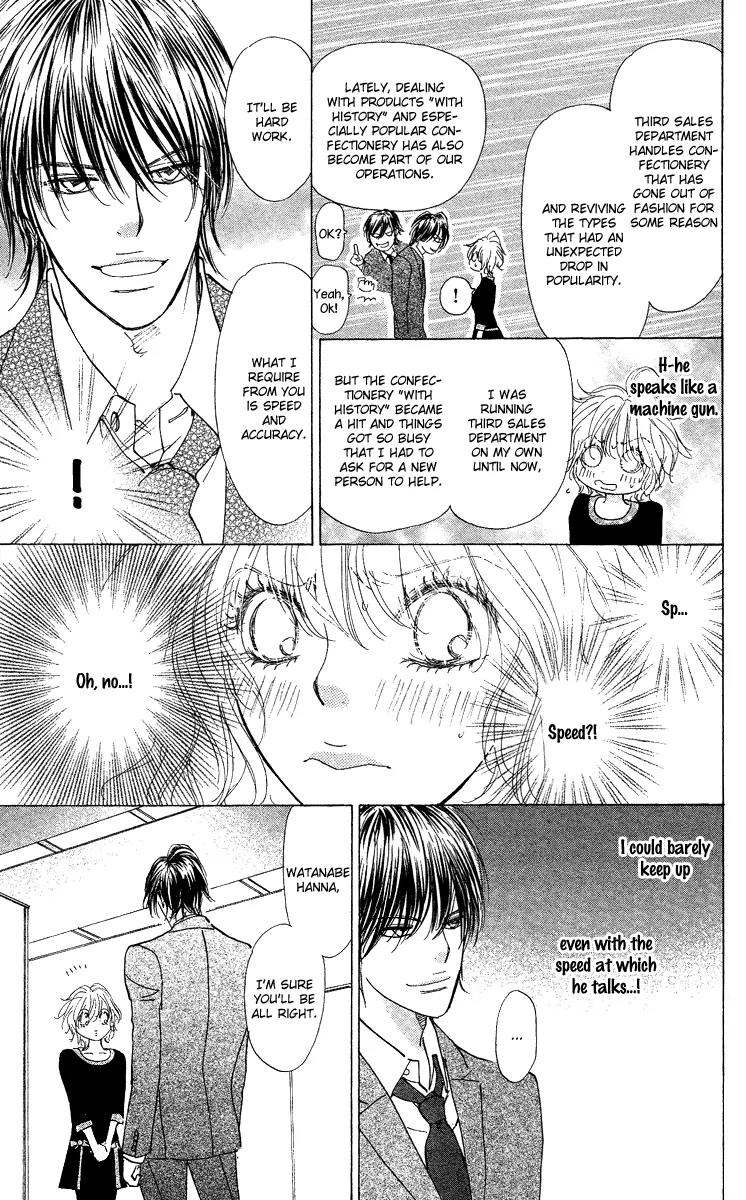 THIRD SALES
DEPARTMENT
HANDLES CON-
FECTIONERY
THAT HAS
GONE OUT OF
FASHION FOR
SOME REASON
AND REVIVING
THE TYPES
THAT HAD AN
UNEXPECTED
DROP IN
POPULARITY.
LATELY, DEALING
WITH PRODUCTS "WITH
HISTORY" AND ESPE-
CIALLY POPULAR CON-
FECTIONERY HAS ALSO
BECOME PART OF OUR
OPERATIONS.
OK?
Yeah,
Ok!
!
H-he
speaks like a
machine gun.
I WAS
RUNNING
THIRD SALES
DEPARTMENT
ON MY OWN
UNTIL NOW,
BUT THE CONFEC-
TIONERY "WITH
HISTORY" BECAME
A HIT AND THINGS
GOT SO BUSY
THAT I HAD TO
ASK FOR A NEW
PERSON TO HELP.
IT'LL BE
HARD
WORK.
WHAT I
REQUIRE
FROM YOU
IS SPEED
AND
ACCURACY.
!
Sp...
Speed?!
Oh, no...!
I could barely
keep up
even with the
speed at which
he talks...!
...
WATANABE
HANNA,
I'M SURE
YOU'LL BE
ALL RIGHT.